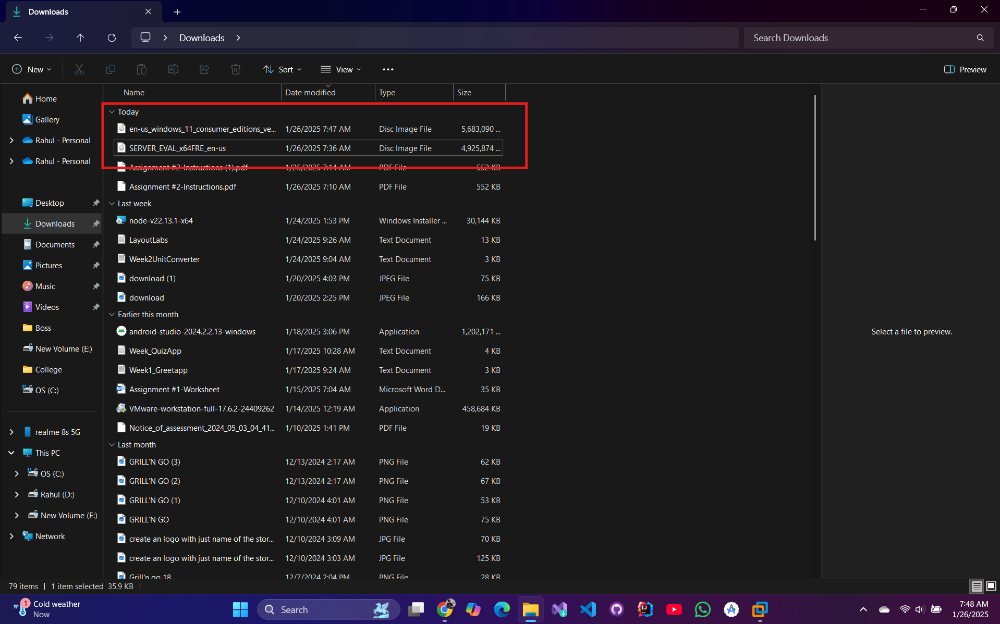 Downloads
Downloads
Search Downloads
New
Sort
View
Preview
Name Date modified Type Size
Today
en-us_windows_11_consumer_editions_ve... 1/26/2025 7:47 AM Disc Image File 5,683,090 ...
SERVER_EVAL_x64FRE_en-us 1/26/2025 7:36 AM Disc Image File 4,925,874 ...
Assignment #2-Instructions (1).pdf 1/26/2025 7:14 AM PDF File 552 KB
Assignment #2-Instructions.pdf 1/26/2025 7:10 AM PDF File 552 KB
Last week
node-v22.13.1-x64 1/24/2025 1:53 PM Windows Installer ... 30,144 KB
LayoutLabs 1/24/2025 9:26 AM Text Document 13 KB
Week2UnitConverter 1/24/2025 9:04 AM Text Document 3 KB
download (1) 1/20/2025 4:03 PM JPEG File 75 KB
download 1/20/2025 2:25 PM JPEG File 166 KB
Earlier this month
android-studio-2024.2.2.13-windows 1/18/2025 3:06 PM Application 1,202,171 ...
Week_QuizApp 1/17/2025 10:28 AM Text Document 4 KB
Week1_Greetapp 1/17/2025 9:24 AM Text Document 3 KB
Assignment #1-Worksheet 1/15/2025 7:04 AM Microsoft Word D... 35 KB
VMware-workstation-full-17.6.2-24409262 1/14/2025 12:19 AM Application 458,684 KB
Notice_of_assessment_2024_05_03_04_41... 1/10/2025 1:41 PM PDF File 19 KB
Last month
GRILL'N GO (3) 12/13/2024 2:17 AM PNG File 62 KB
GRILL'N GO (2) 12/13/2024 2:17 AM PNG File 67 KB
GRILL'N GO (1) 12/10/2024 4:01 AM PNG File 53 KB
GRILL'N GO 12/10/2024 4:01 AM PNG File 75 KB
create an logo with just name of the stor... 12/10/2024 3:09 AM JPG File 70 KB
create an logo with just name of the stor... 12/10/2024 3:03 AM JPG File 125 KB
Grill'n go 18 12/7/2024 2:04 PM PNG File 28 KB
Home
Gallery
Rahul - Personal
Rahul - Personal
Desktop
Downloads
Documents
Pictures
Music
Videos
Boss
New Volume (E:)
College
OS (C:)
realme 8s 5G
This PC
OS (C:)
Rahul (D:)
New Volume (E:)
Network
Select a file to preview.
79 items 1 item selected 35.9 KB
1
Cold weather
Now
Search
7:48 AM
1/26/2025